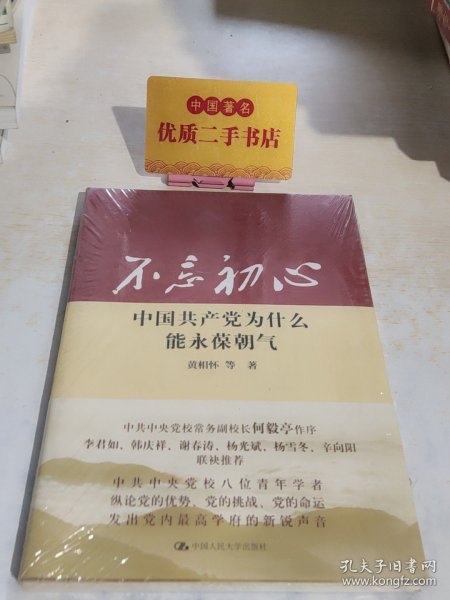 中国著名
优质二手书店
不忘初心
中国共产党为什么
能永葆朝气
黄相怀 等 著
中共中央党校常务副校长何毅亭作序
李君如、韩庆祥、谢春涛、杨光斌、杨雪冬、辛向阳
联袂推荐
中共中央党校八位青年学者
纵论党的优势、党的挑战、党的命运
发出党内最高学府的新锐声音
中国人民大学出版社
孔夫子旧书网
www.kongfz.com